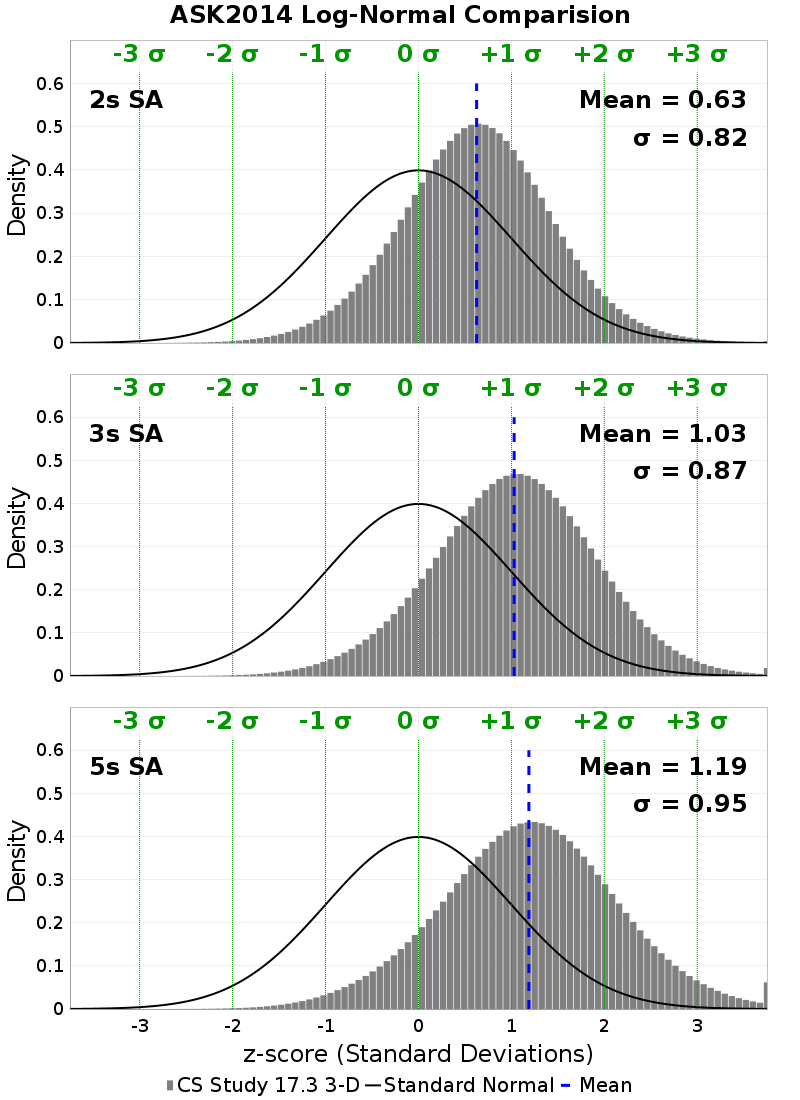 ASK2014 Log-Normal Comparision
-3 σ -2 σ -1 σ 0 σ +1 σ +2 σ +3 σ
2s SA
Mean = 0.63
σ = 0.82
0.6
0.5
0.4
0.3
0.2
0.1
0
Density
-3 σ -2 σ -1 σ 0 σ +1 σ +2 σ +3 σ
3s SA
Mean = 1.03
σ = 0.87
0.6
0.5
0.4
0.3
0.2
0.1
0
Density
-3 σ -2 σ -1 σ 0 σ +1 σ +2 σ +3 σ
5s SA
Mean = 1.19
σ = 0.95
0.6
0.5
0.4
0.3
0.2
0.1
0
Density
-3 -2 -1 0 1 2 3
z-score (Standard Deviations)
CS Study 17.3 3-D Standard Normal Mean